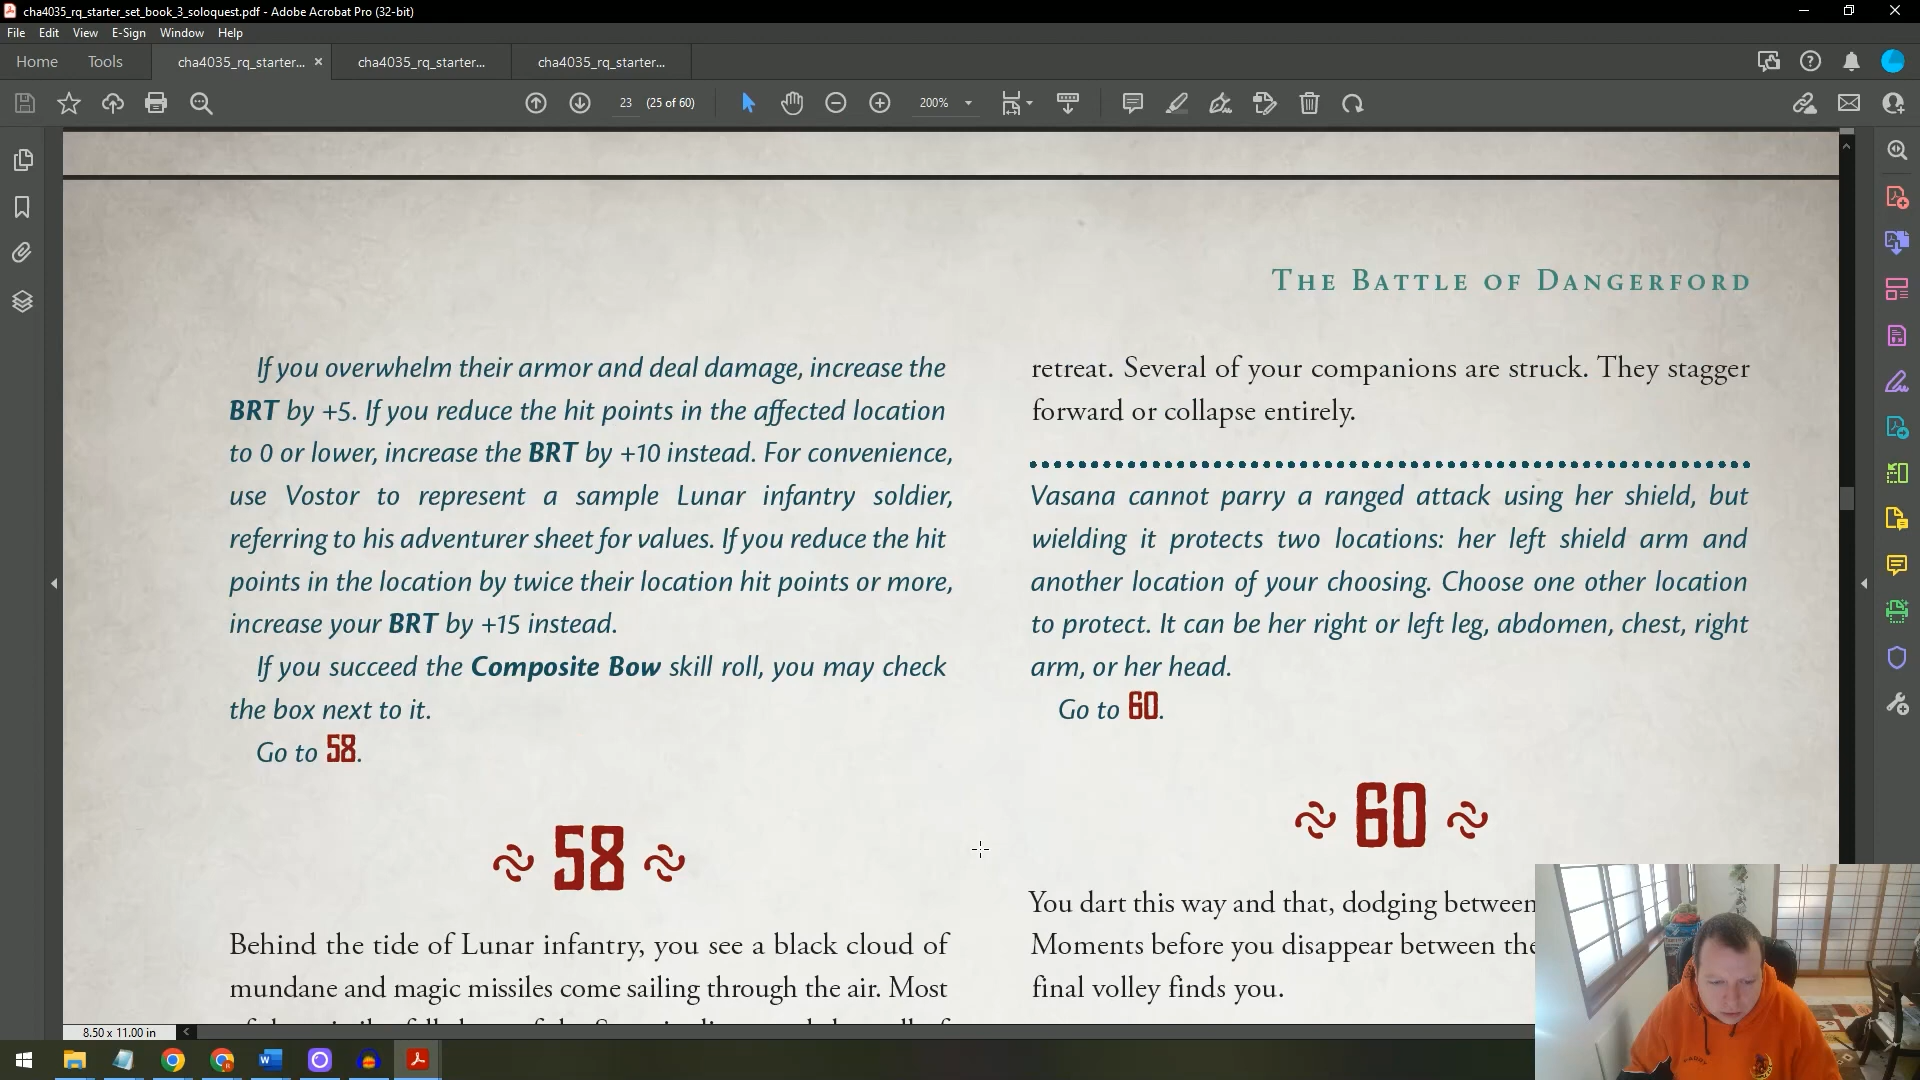 cha4035_rq_starter_set_book_3_soloquest.pdf - Adobe Acrobat Pro (32-bit)
File Edit View E-Sign Window Help
Home Tools cha4035_rq_starter... × cha4035_rq_starter... cha4035_rq_starter...
23 (25 of 60) 200%
The Battle of Dangerford
If you overwhelm their armor and deal damage, increase the
BRT by +5. If you reduce the hit points in the affected location
to 0 or lower, increase the BRT by +10 instead. For convenience,
use Vostor to represent a sample Lunar infantry soldier,
referring to his adventurer sheet for values. If you reduce the hit
points in the location by twice their location hit points or more,
increase your BRT by +15 instead.
If you succeed the Composite Bow skill roll, you may check
the box next to it.
Go to 58.
58
Behind the tide of Lunar infantry, you see a black cloud of
mundane and magic missiles come sailing through the air. Most
retreat. Several of your companions are struck. They stagger
forward or collapse entirely.
Vasana cannot parry a ranged attack using her shield, but
wielding it protects two locations: her left shield arm and
another location of your choosing. Choose one other location
to protect. It can be her right or left leg, abdomen, chest, right
arm, or her head.
Go to 60.
60
You dart this way and that, dodging between
Moments before you disappear between the
final volley finds you.
8.50 x 11.00 in